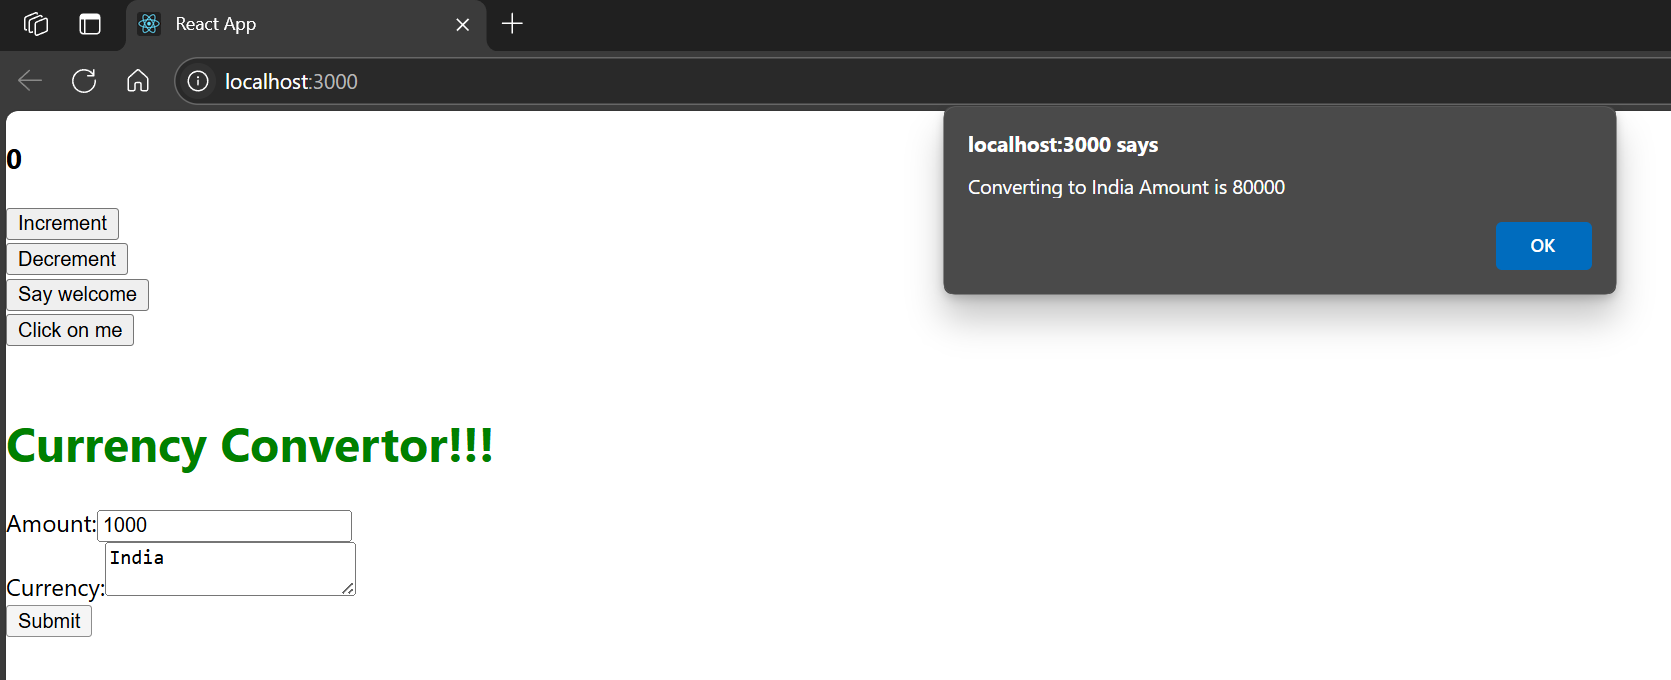 React App
localhost:3000
localhost:3000 says
Converting to India Amount is 80000
OK
0
Increment
Decrement
Say welcome
Click on me
Currency Convertor!!!
Amount:1000
India
Currency:
Submit